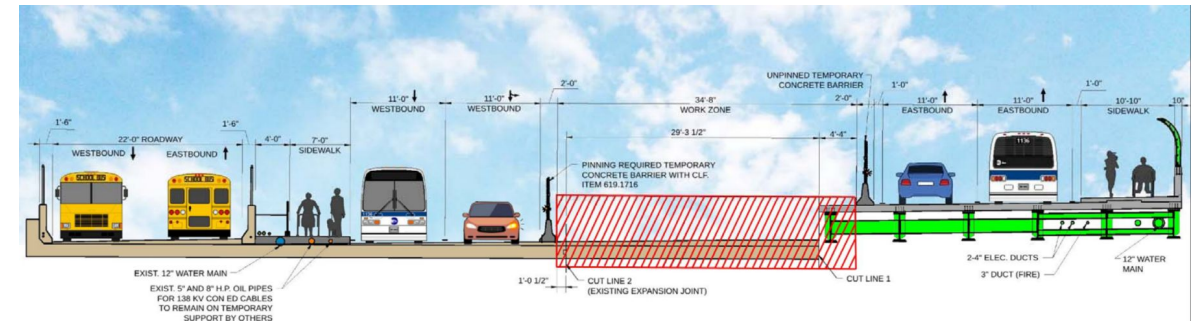 UNPINNED TEMPORARY
CONCRETE BARRIER
1'-0"
1'-0"
2'-0"
34'-8"
WORK ZONE
2'-0"
11'-0"
WESTBOUND
11'-0"
WESTBOUND
11'-0"
EASTBOUND
11'-0"
EASTBOUND
10'-10"
SIDEWALK
10"
1'-6"
22'-0" ROADWAY
1'-6"
4'-0"
7'-0"
SIDEWALK
29'-3 1/2"
4'-4"
WESTBOUND
EASTBOUND
PINNING REQUIRED TEMPORARY
CONCRETE BARRIER WITH CLF.
ITEM 619.1716
SCHOOL BUS
SCHOOL BUS
1136
EXIST. 12" WATER MAIN
EXIST. 5" AND 8" H.P. OIL PIPES
FOR 138 KV CON ED CABLES
TO REMAIN ON TEMPORARY
SUPPORT BY OTHERS
1'-0 1/2"
CUT LINE 2
(EXISTING EXPANSION JOINT)
CUT LINE 1
2-4" ELEC. DUCTS
3" DUCT (FIRE)
12" WATER
MAIN